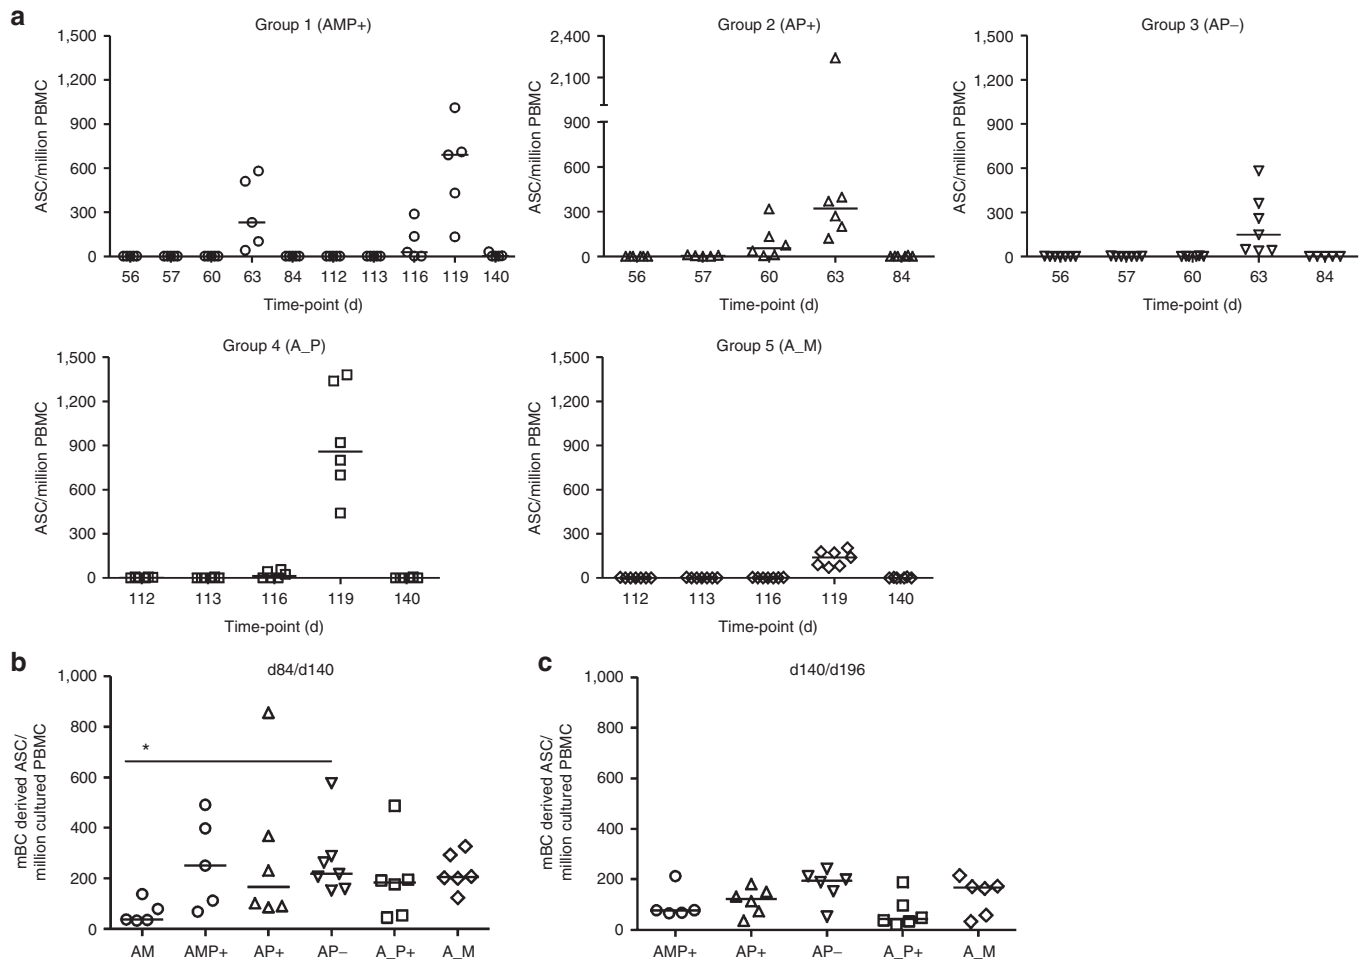 a
Group 1 (AMP+)
Group 2 (AP+)
Group 3 (AP−)
ASC/million PBMC
1,500
1,200
900
600
300
0
56 57 60 63 84 112 113 116 119 140
Time-point (d)
ASC/million PBMC
2,400
2,100
900
600
300
0
56 57 60 63 84
Time-point (d)
ASC/million PBMC
1,500
1,200
900
600
300
0
56 57 60 63 84
Time-point (d)
Group 4 (A_P)
Group 5 (A_M)
ASC/million PBMC
1,500
1,200
900
600
300
0
112 113 116 119 140
Time-point (d)
ASC/million PBMC
1,500
1,200
900
600
300
0
112 113 116 119 140
Time-point (d)
b
d84/d140
mBC derived ASC/
million cultured PBMC
1,000
800
600
400
200
0
*
AM AMP+ AP+ AP− A_P+ A_M
c
d140/d196
mBC derived ASC/
million cultured PBMC
1,000
800
600
400
200
0
AMP+ AP+ AP− A_P+ A_M